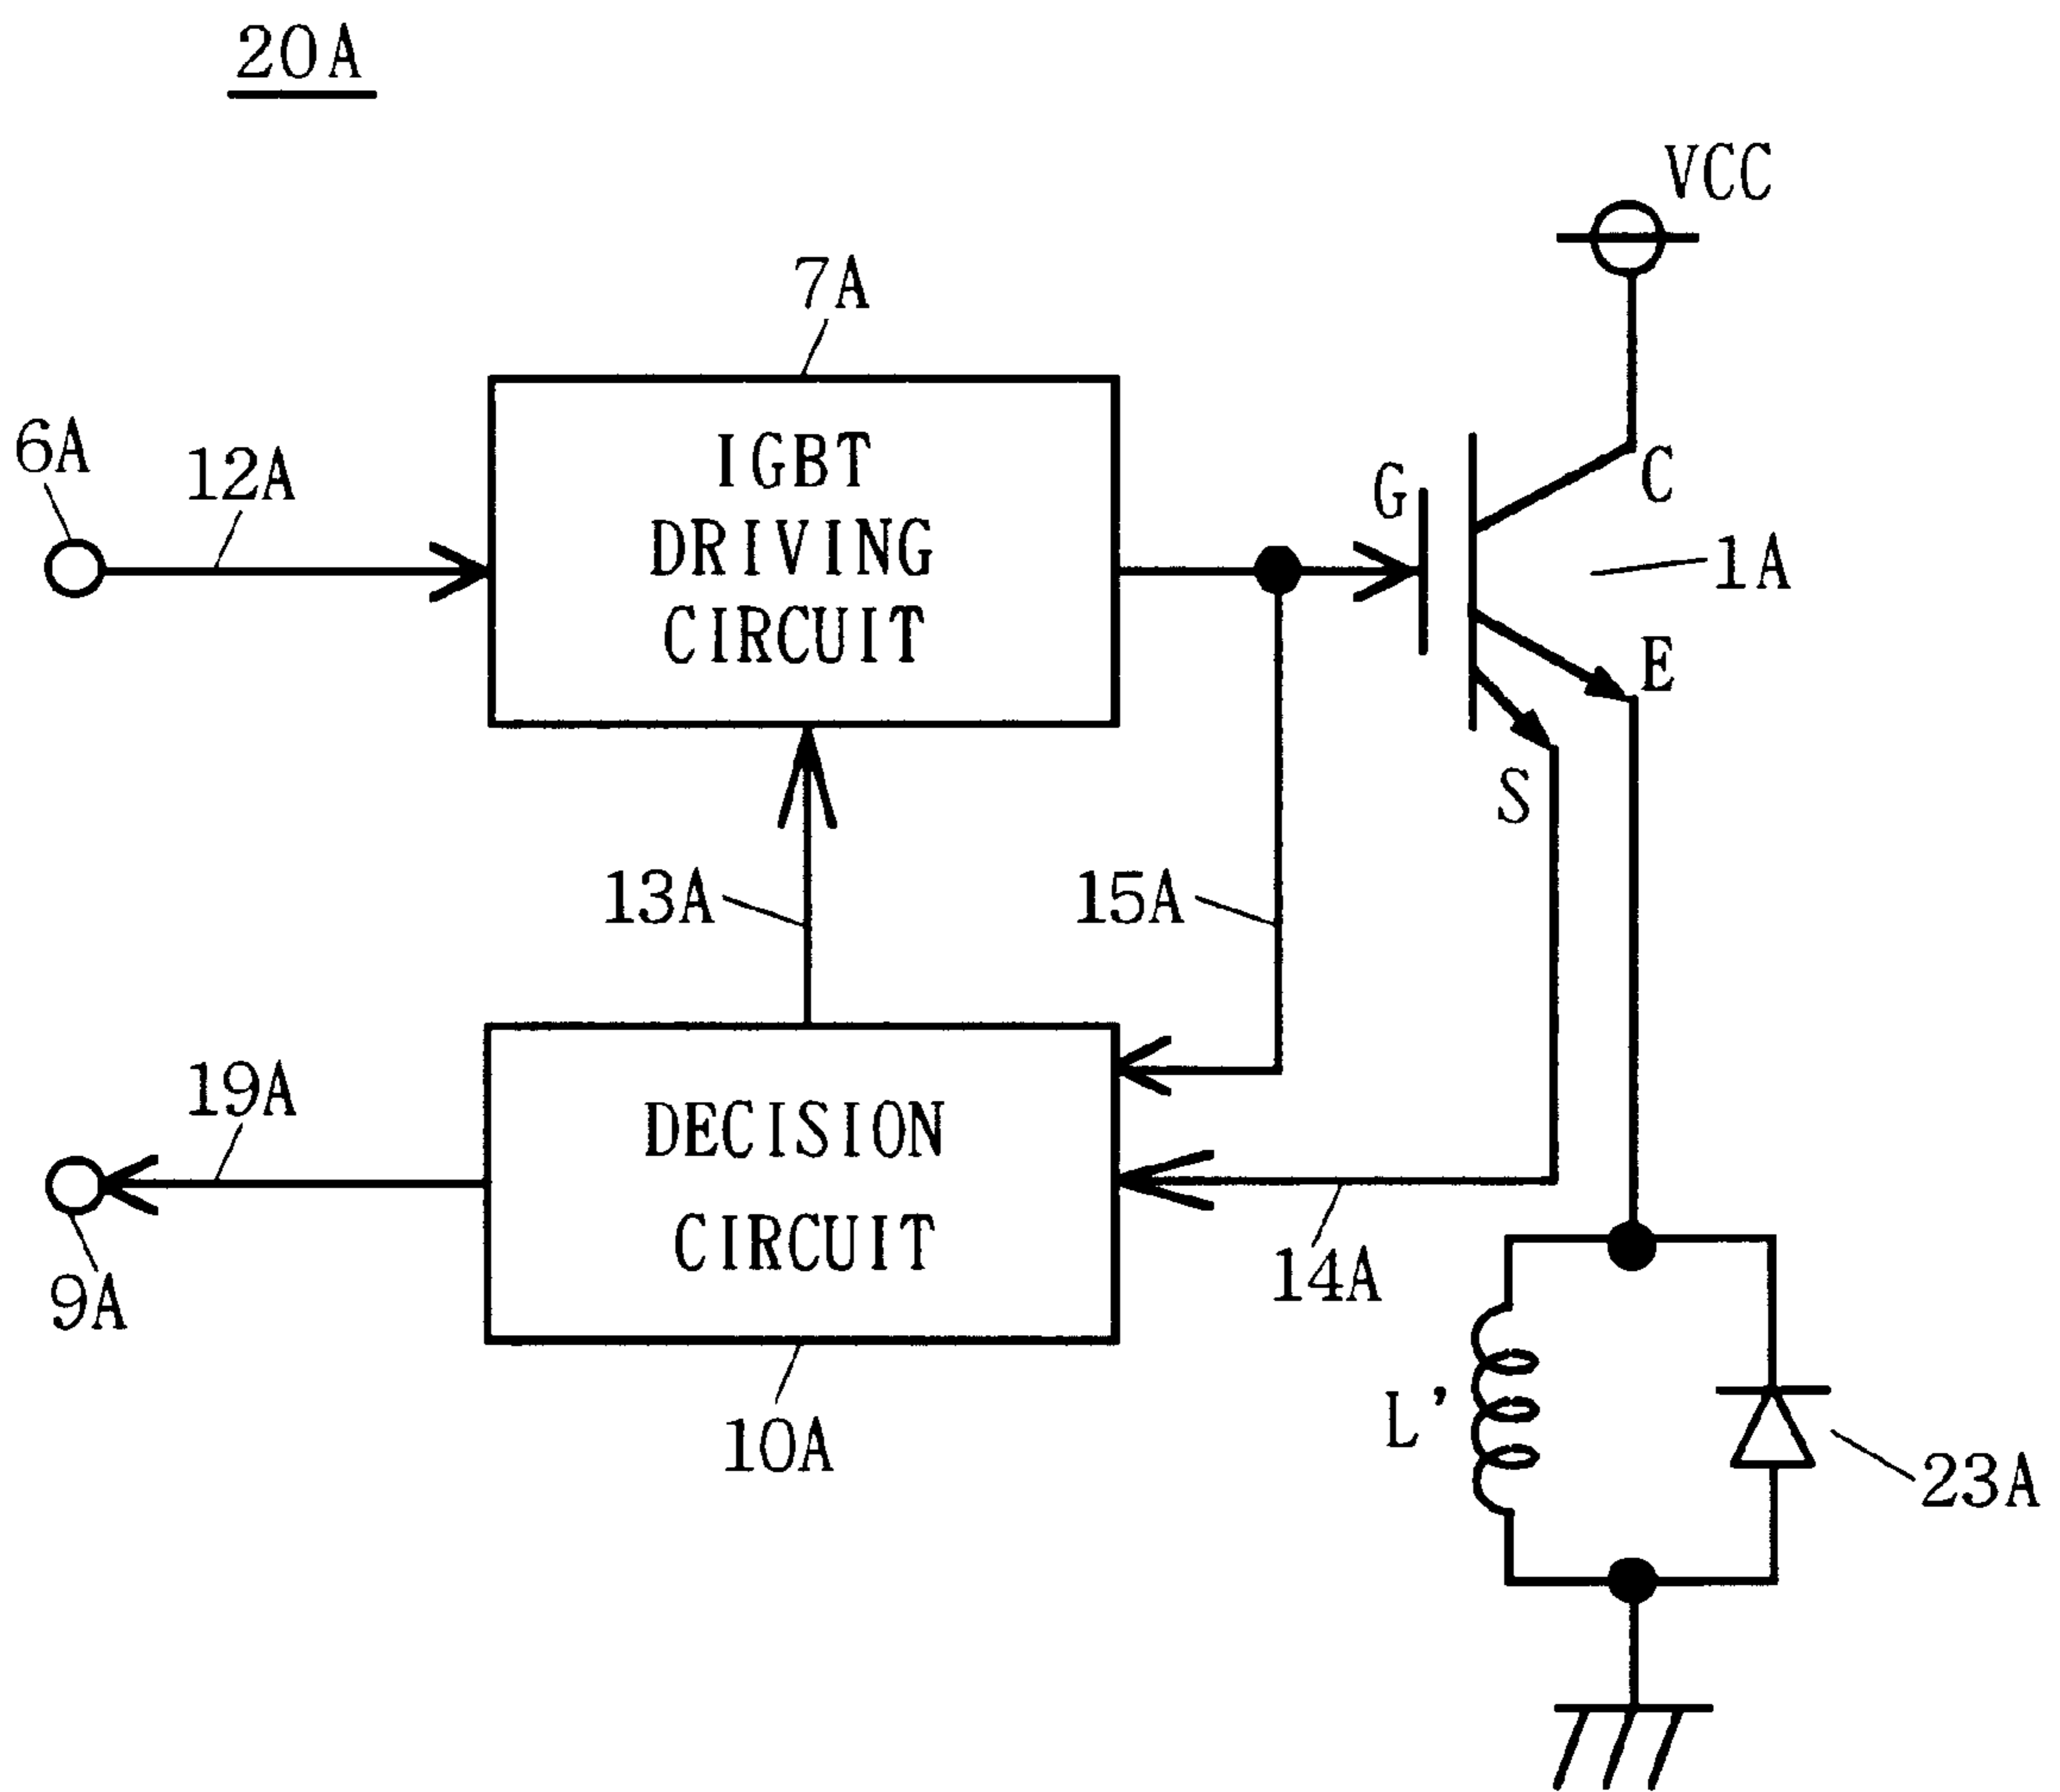 20A
VCC
7A
6A
12A
IGBT
DRIVING
CIRCUIT
G
C
1A
E
S
13A
15A
19A
DECISION
CIRCUIT
14A
9A
10A
L'
23A